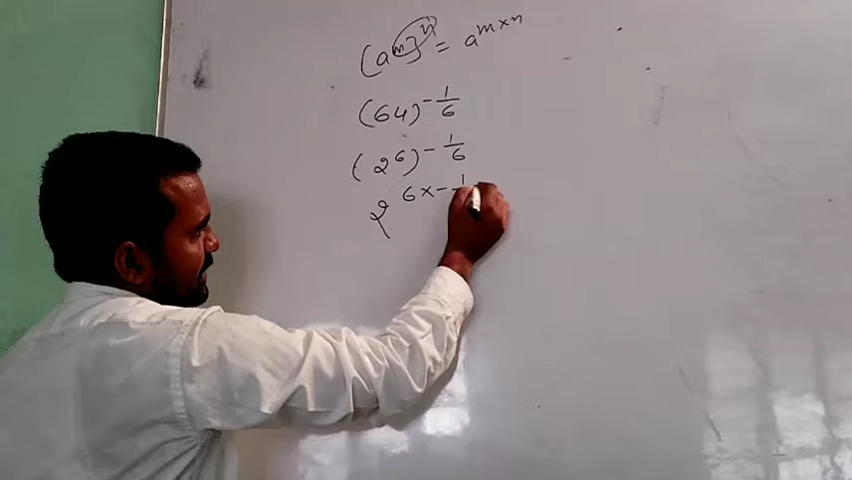 (a^m)^n = a^{m×n}
(64)^{-1/6}
(2^6)^{-1/6}
2^{6×-1